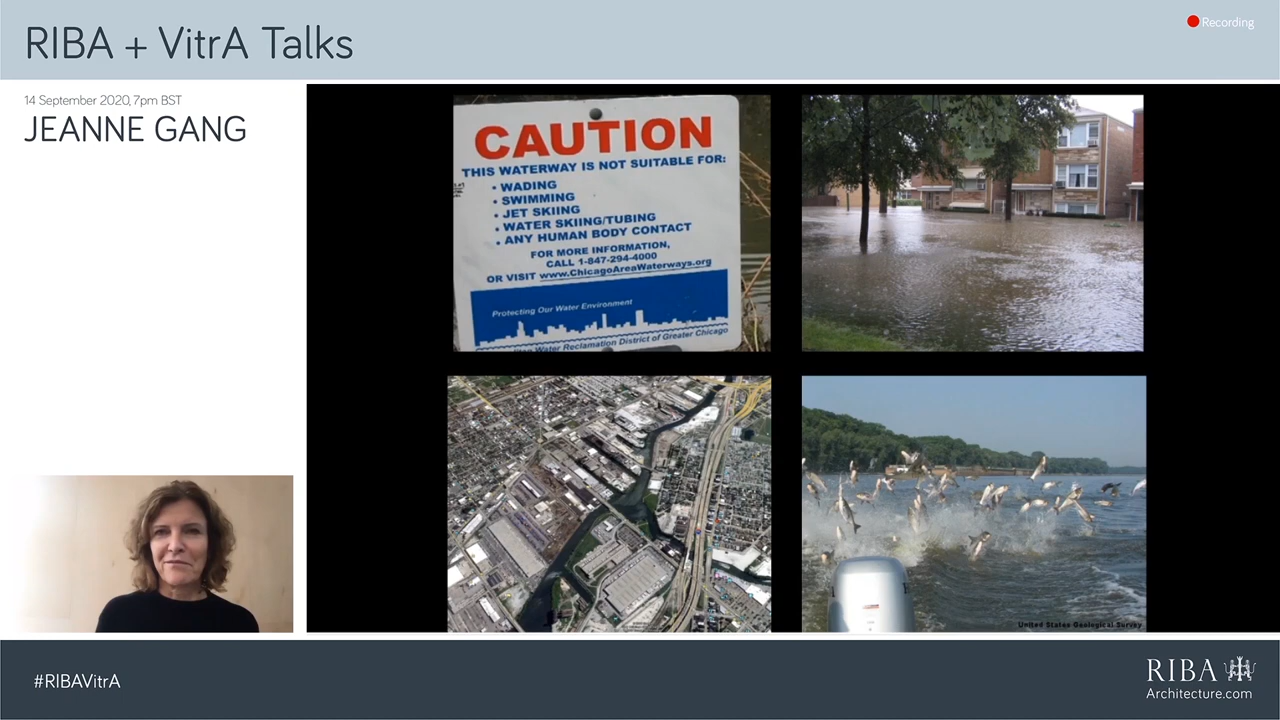 RIBA + VitrA Talks
Recording
14 September 2020, 7pm BST
JEANNE GANG
CAUTION
THIS WATERWAY IS NOT SUITABLE FOR:
• WADING
• SWIMMING
• JET SKIING
• WATER SKIING/TUBING
• ANY HUMAN BODY CONTACT
FOR MORE INFORMATION,
CALL 1-847-294-4000
OR VISIT www.ChicagoAreaWaterways.org
Protecting Our Water Environment
Water Reclamation District of Greater Chicago
United States Geological Survey
#RIBAVitrA
RIBA
Architecture.com